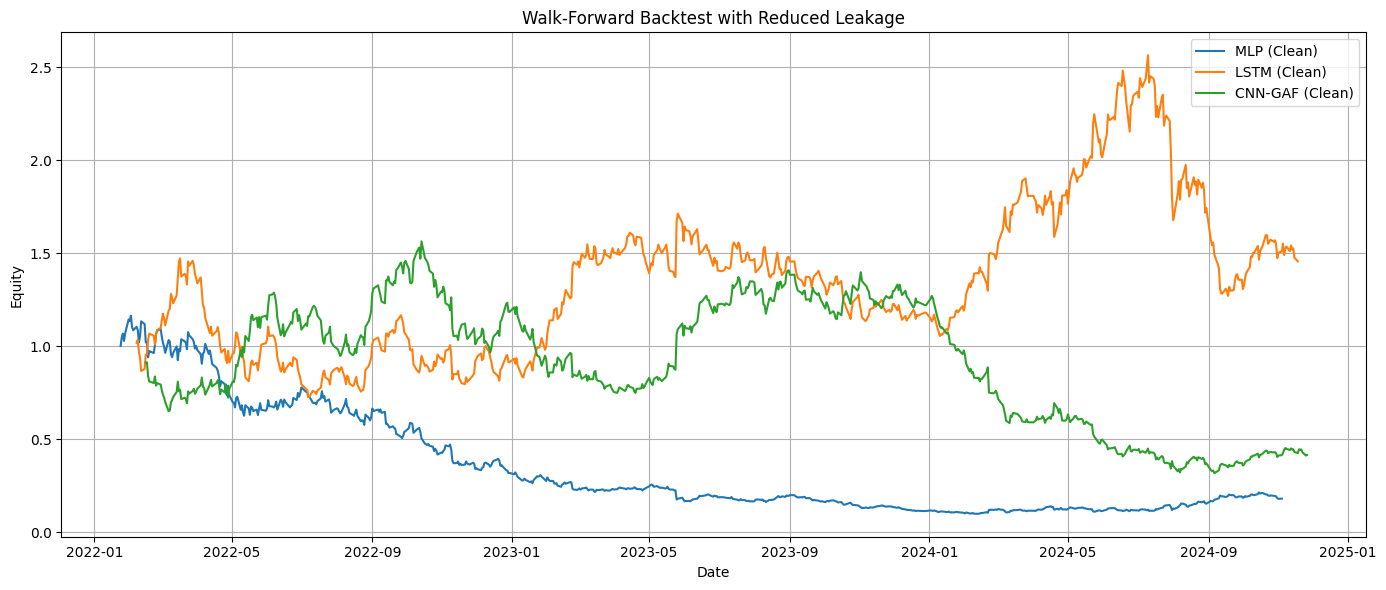 Walk-Forward Backtest with Reduced Leakage
MLP (Clean)
LSTM (Clean)
CNN-GAF (Clean)
Equity
2.5
2.0
1.5
1.0
0.5
0.0
2022-01
2022-05
2022-09
2023-01
2023-05
2023-09
2024-01
2024-05
2024-09
2025-01
Date